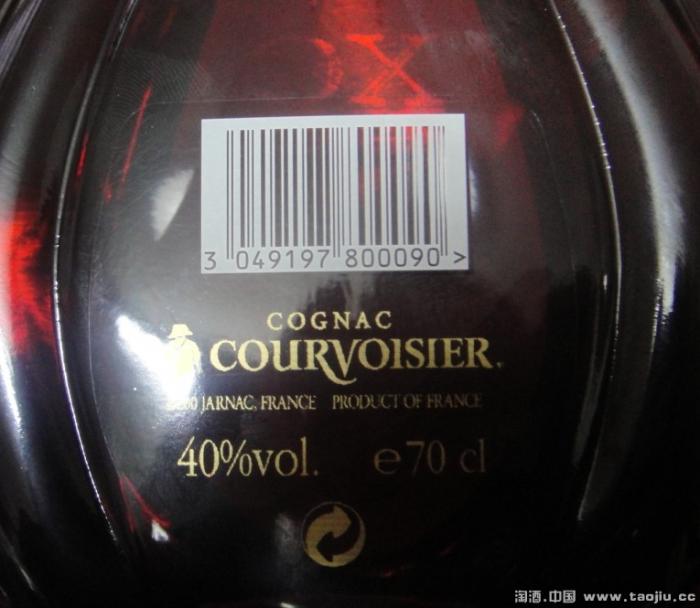 3 049197 800090 >
COGNAC
COURVOISIER
JARNAC, FRANCE PRODUCT OF FRANCE
40%vol. ℮70 cl
淘酒.中国 www.taojiu.cc